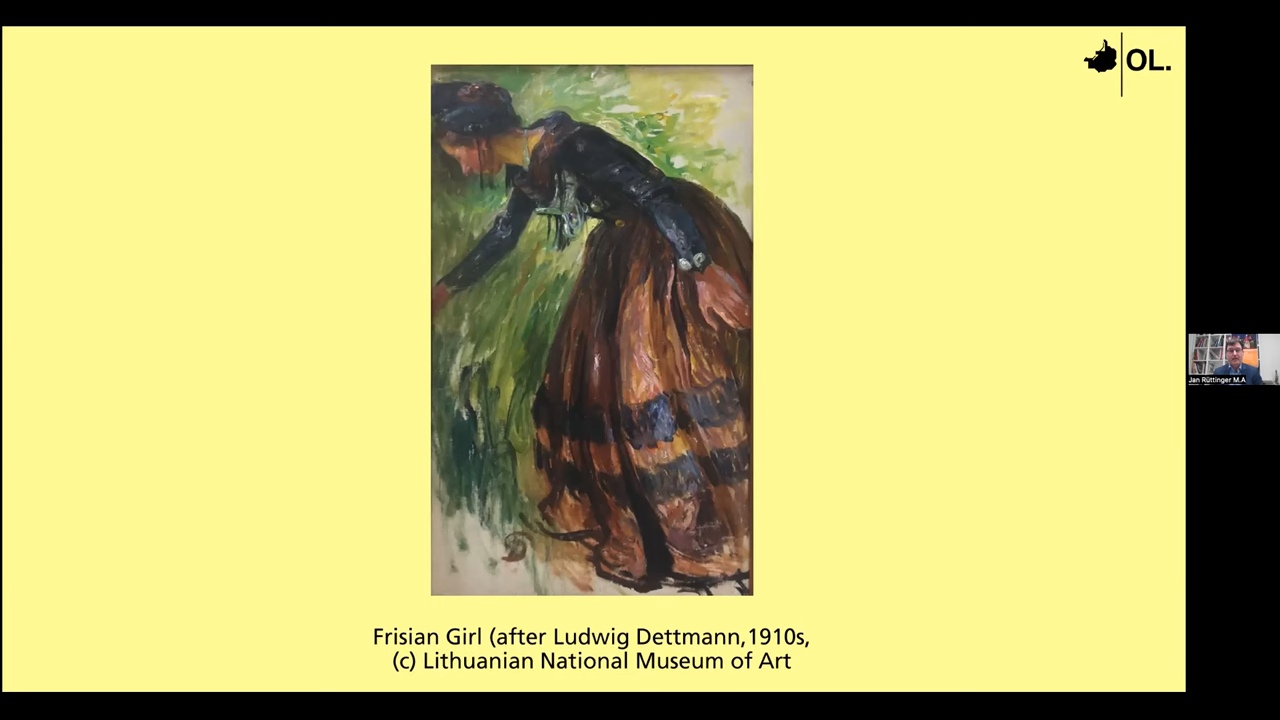 OL.
Jan Rüttinger M.A
Frisian Girl (after Ludwig Dettmann,1910s,
(c) Lithuanian National Museum of Art